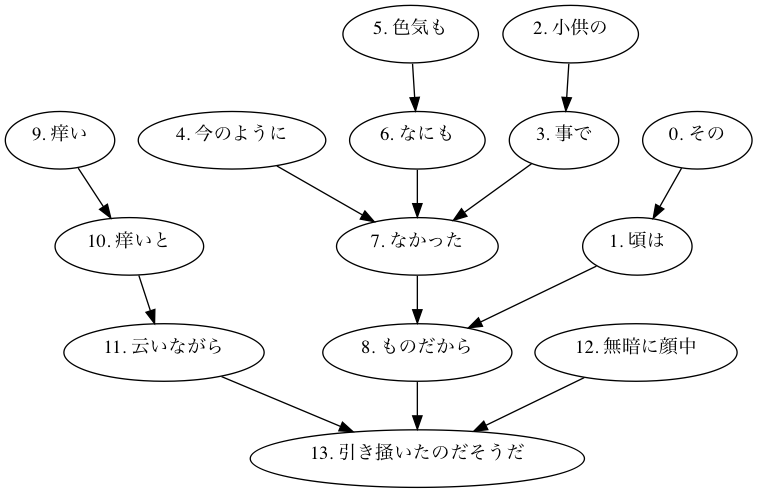 5. 色気も
2. 小供の
9. 痒い
4. 今のように
6. なにも
3. 事で
0. その
10. 痒いと
7. なかった
1. 頃は
11. 云いながら
8. ものだから
12. 無暗に顔中
13. 引き掻いたのだそうだ